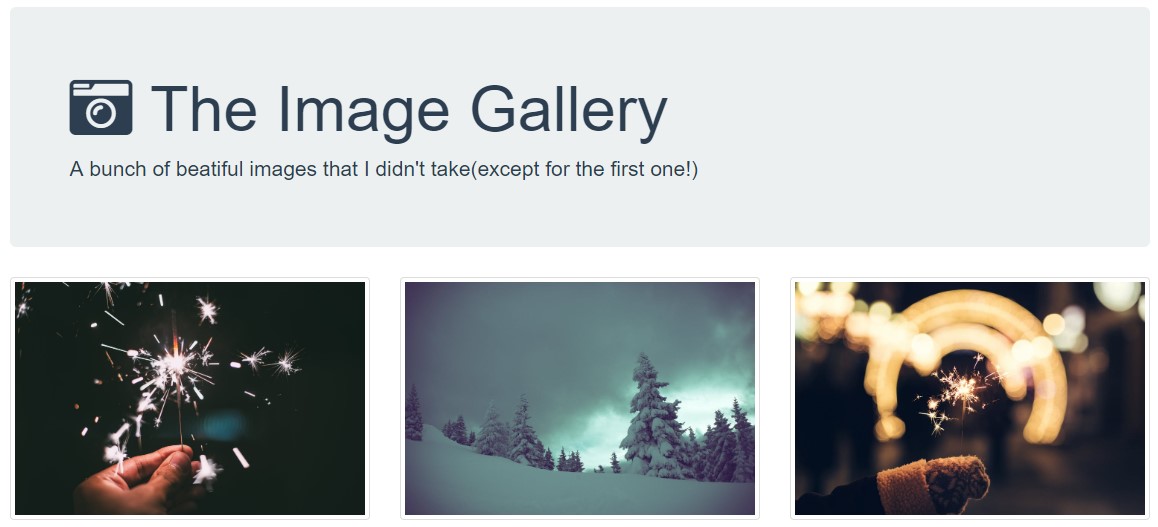 The Image Gallery
A bunch of beatiful images that I didn't take(except for the first one!)